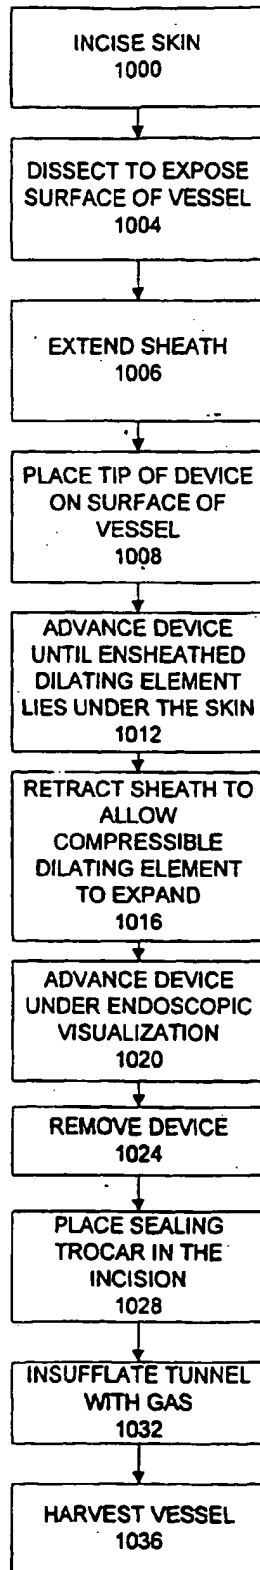 INCISE SKIN
1000
DISSECT TO EXPOSE
SURFACE OF VESSEL
1004
EXTEND SHEATH
1006
PLACE TIP OF DEVICE
ON SURFACE OF
VESSEL
1008
ADVANCE DEVICE
UNTIL ENSHEATHED
DILATING ELEMENT
LIES UNDER THE SKIN
1012
RETRACT SHEATH TO
ALLOW
COMPRESSIBLE
DILATING ELEMENT
TO EXPAND
1016
ADVANCE DEVICE
UNDER ENDOSCOPIC
VISUALIZATION
1020
REMOVE DEVICE
1024
PLACE SEALING
TROCAR IN THE
INCISION
1028
INSUFFLATE TUNNEL
WITH GAS
1032
HARVEST VESSEL
1036